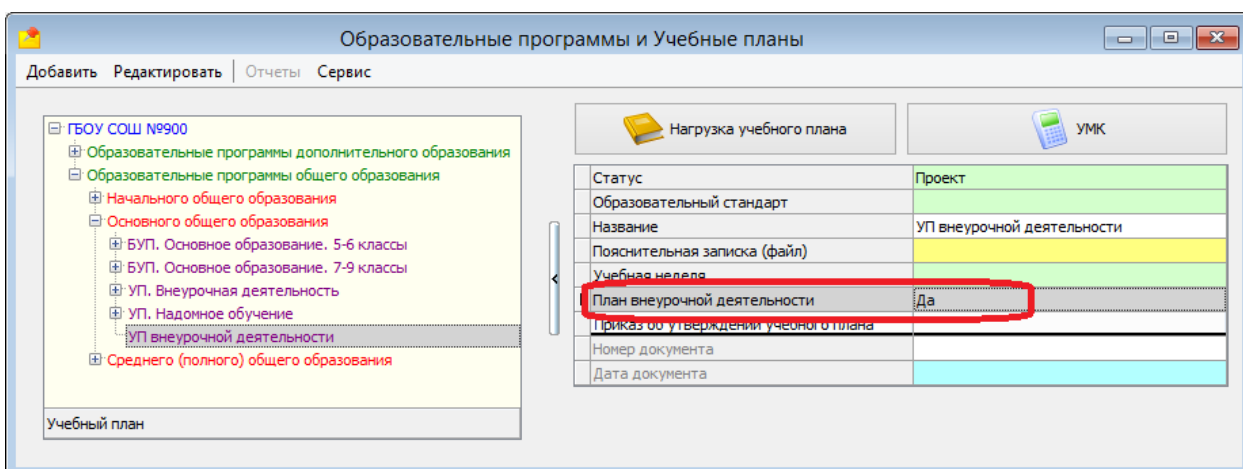 Образовательные программы и Учебные планы
Добавить Редактировать Отчеты Сервис
ГБОУ СОШ №900
Образовательные программы дополнительного образования
Образовательные программы общего образования
Начального общего образования
Основного общего образования
БУП. Основное образование. 5-6 классы
БУП. Основное образование. 7-9 классы
УП. Внеурочная деятельность
УП. Надомное обучение
УП внеурочной деятельности
Среднего (полного) общего образования
Учебный план
Нагрузка учебного плана УМК
Статус Проект
Образовательный стандарт
Название УП внеурочной деятельности
Пояснительная записка (файл)
Учебная неделя
План внеурочной деятельности Да
Приказ об утверждении учебного плана
Номер документа
Дата документа